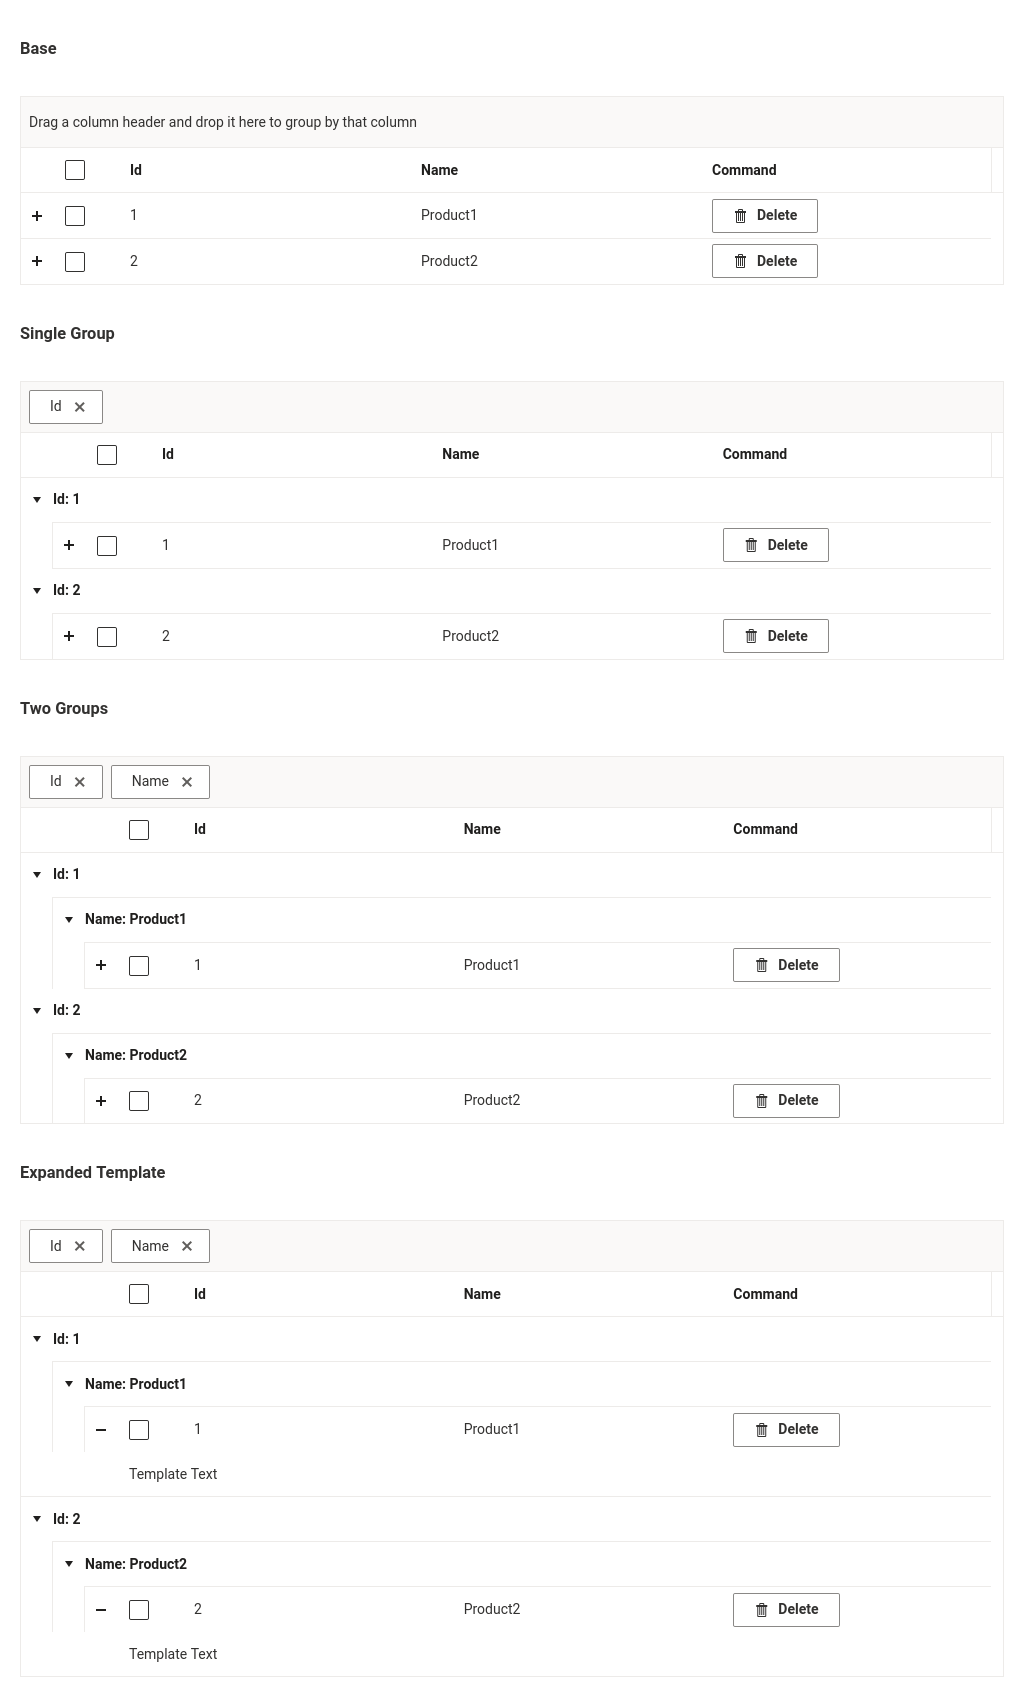 Base
Drag a column header and drop it here to group by that column
Id Name Command
1 Product1 Delete
2 Product2 Delete
Single Group
Id
Id Name Command
Id: 1
1 Product1 Delete
Id: 2
2 Product2 Delete
Two Groups
Id Name
Id Name Command
Id: 1
Name: Product1
1 Product1 Delete
Id: 2
Name: Product2
2 Product2 Delete
Expanded Template
Id Name
Id Name Command
Id: 1
Name: Product1
1 Product1 Delete
Template Text
Id: 2
Name: Product2
2 Product2 Delete
Template Text